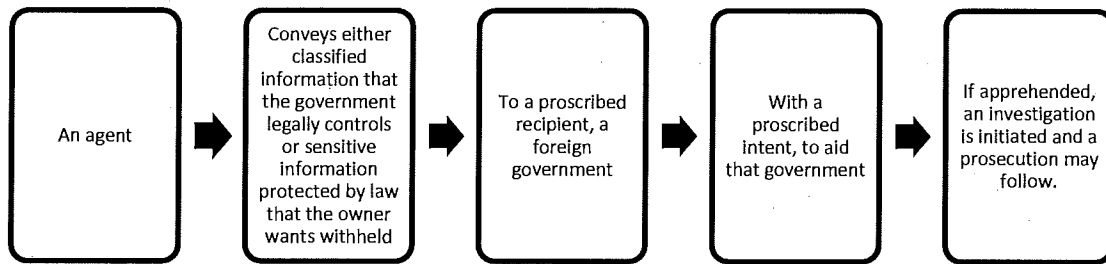 An agent
Conveys either
classified
information that
the government
legally controls
or sensitive
information
protected by law
that the owner
wants withheld
To a proscribed
recipient, a
foreign
government
With a
proscribed
intent, to aid
that government
If apprehended,
an investigation
is initiated and a
prosecution may
follow.